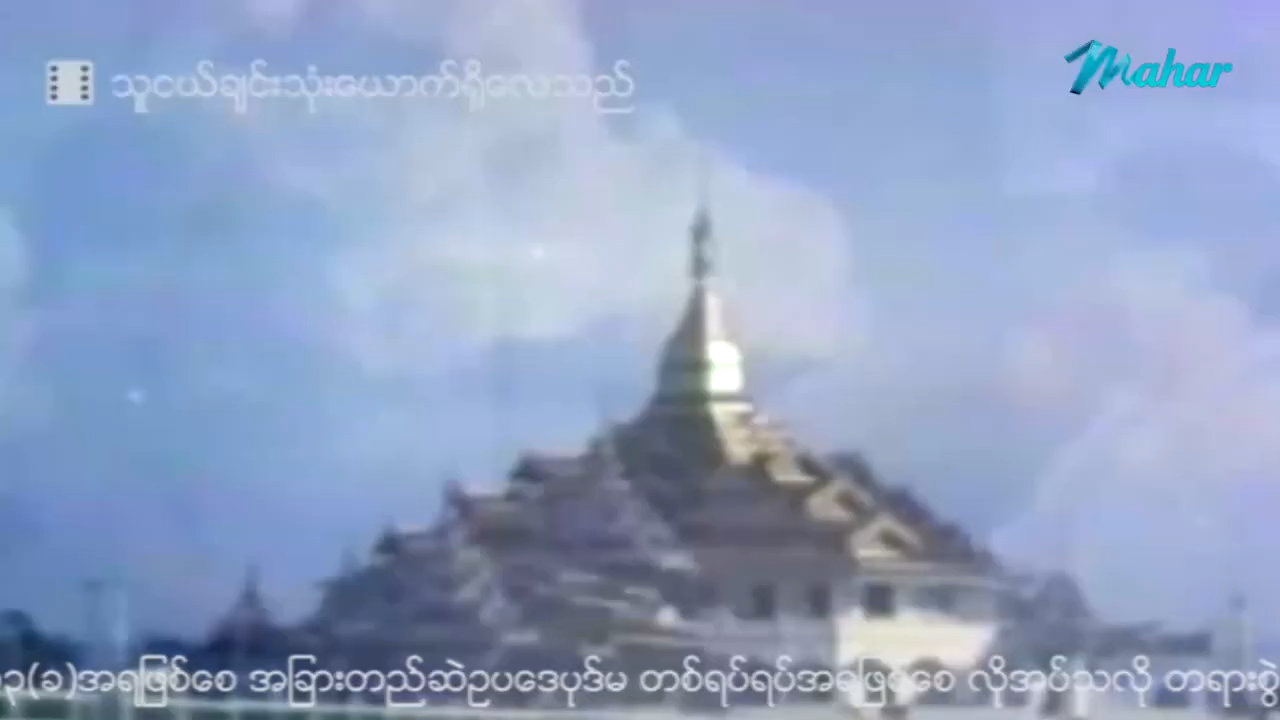 သူငယ်ချင်းသုံးယောက်ရှိလေသည်
Mahar
၃(ခ)အရဖြစ်စေ အခြားတည်ဆဲဥပဒေပုဒ်မ တစ်ရပ်ရပ်အရဖြစ်စေ လိုအပ်သလို တရားစွဲ